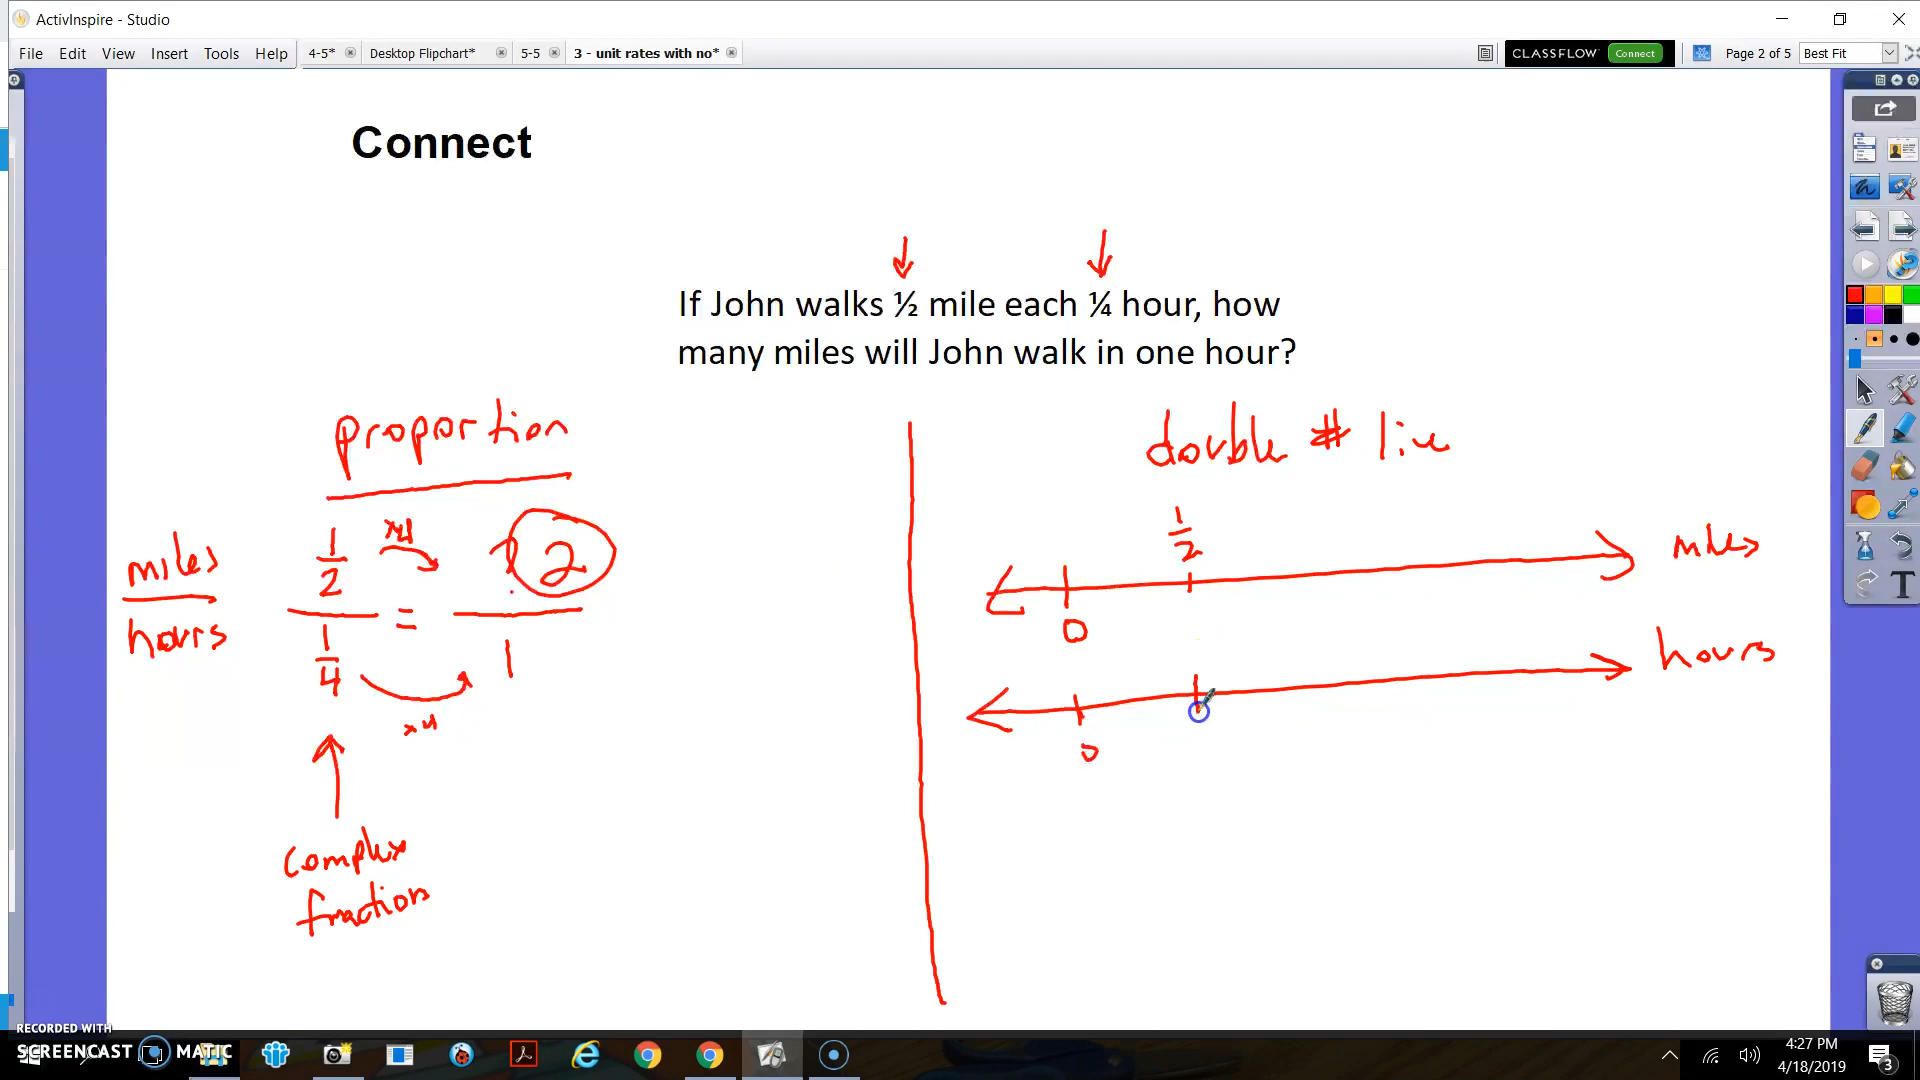 ActivInspire - Studio
File Edit View Insert Tools Help
4-5* Desktop Flipchart* 5-5 3 - unit rates with no*
CLASSFLOW Connect
Page 2 of 5 Best Fit
Connect
If John walks ½ mile each ¼ hour, how
many miles will John walk in one hour?
proportion
miles
hours
1
2
1
4
x4
=
? 2
1
x4
complex
fractions
double # line
1
2
0
miles
0
hours
T
RECORDED WITH
SCREENCAST MATIC
4:27 PM
4/18/2019
3